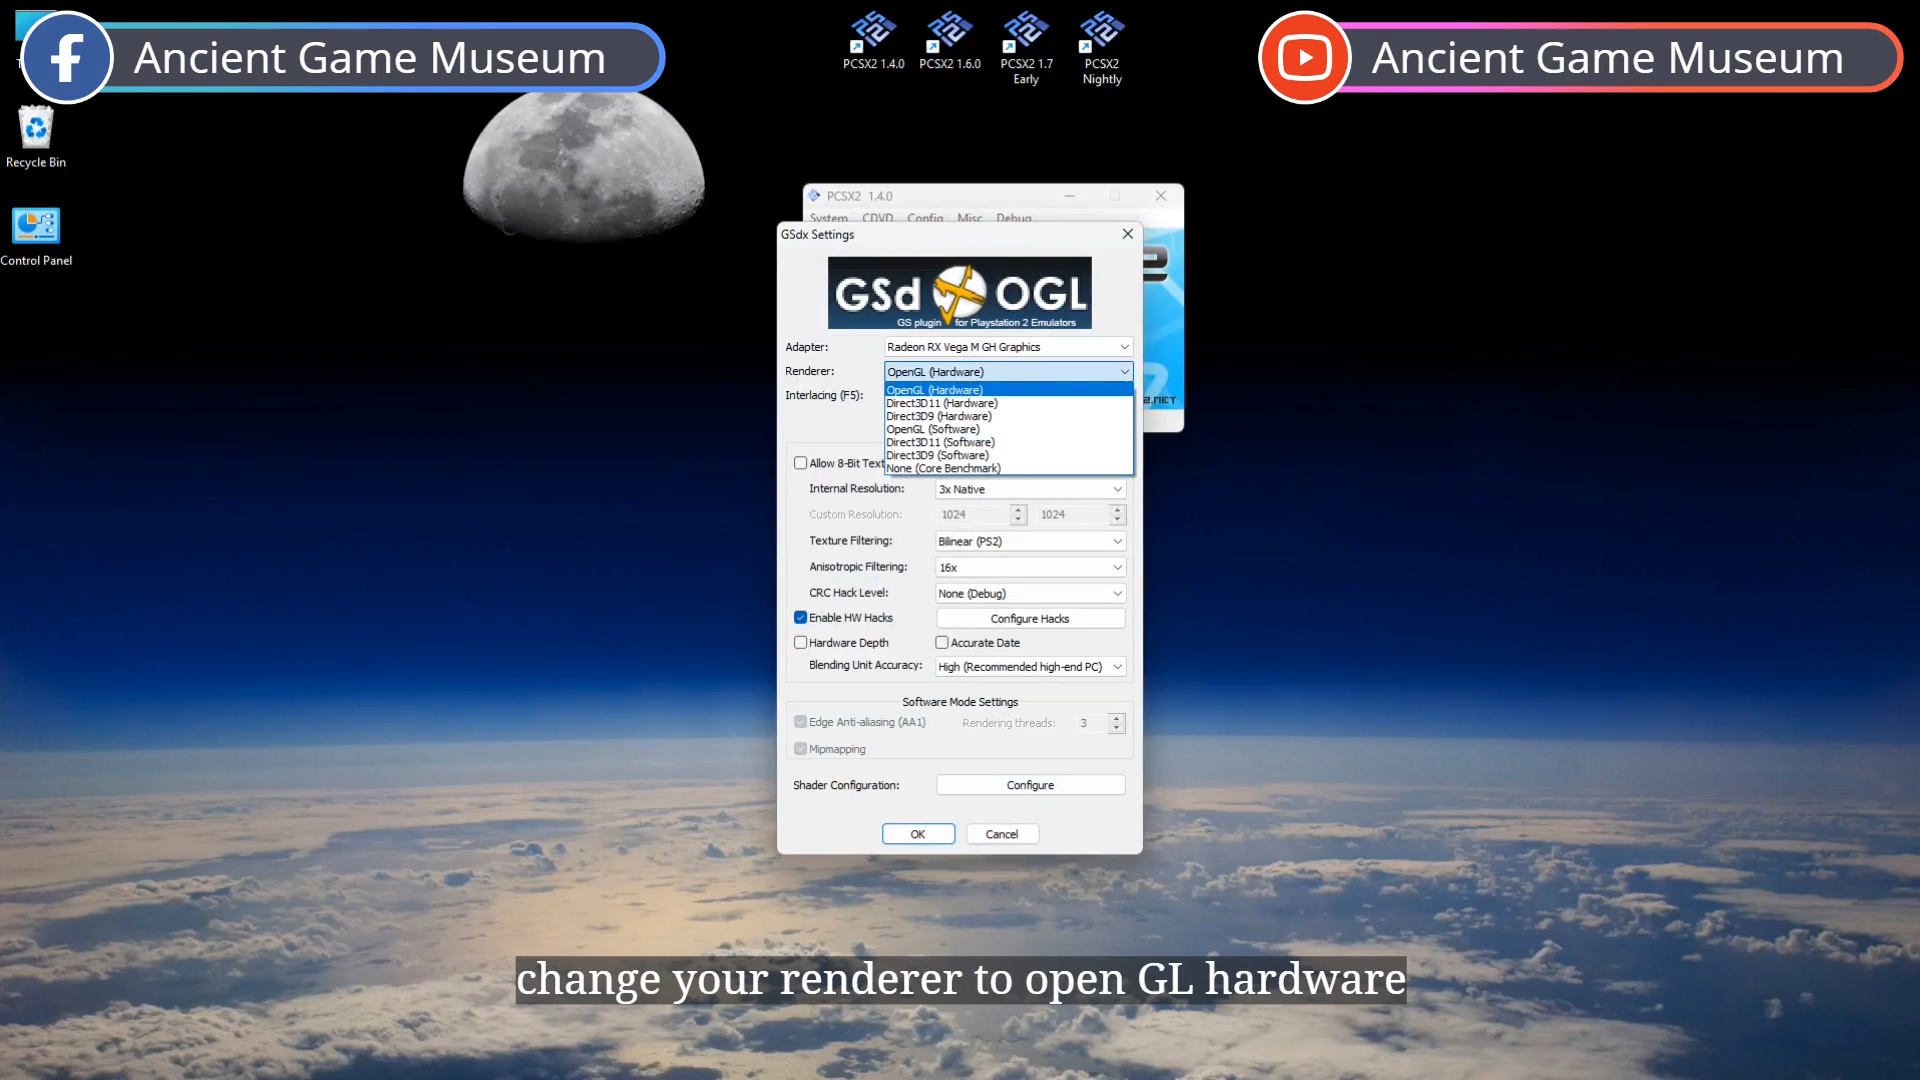 Ancient Game Museum
Ancient Game Museum
PCSX2 1.4.0
PCSX2 1.6.0
PCSX2 1.7
Early
PCSX2
Nightly
Recycle Bin
Control Panel
PCSX2 1.4.0
System CDVD Config Misc Debug
GSdx Settings
GSd OGL
GS plugin for Playstation 2 Emulators
Adapter: Radeon RX Vega M GH Graphics
Renderer: OpenGL (Hardware)
OpenGL (Hardware)
Interlacing (F5):
Direct3D11 (Hardware)
Direct3D9 (Hardware)
OpenGL (Software)
Direct3D11 (Software)
Direct3D9 (Software)
None (Core Benchmark)
Allow 8-Bit Text
Internal Resolution: 3x Native
Custom Resolution: 1024 1024
Texture Filtering: Bilinear (PS2)
Anisotropic Filtering: 16x
CRC Hack Level: None (Debug)
Enable HW Hacks Configure Hacks
Hardware Depth Accurate Date
Blending Unit Accuracy: High (Recommended high-end PC)
Software Mode Settings
Edge Anti-aliasing (AA1) Rendering threads: 3
Mipmapping
Shader Configuration: Configure
OK Cancel
change your renderer to open GL hardware